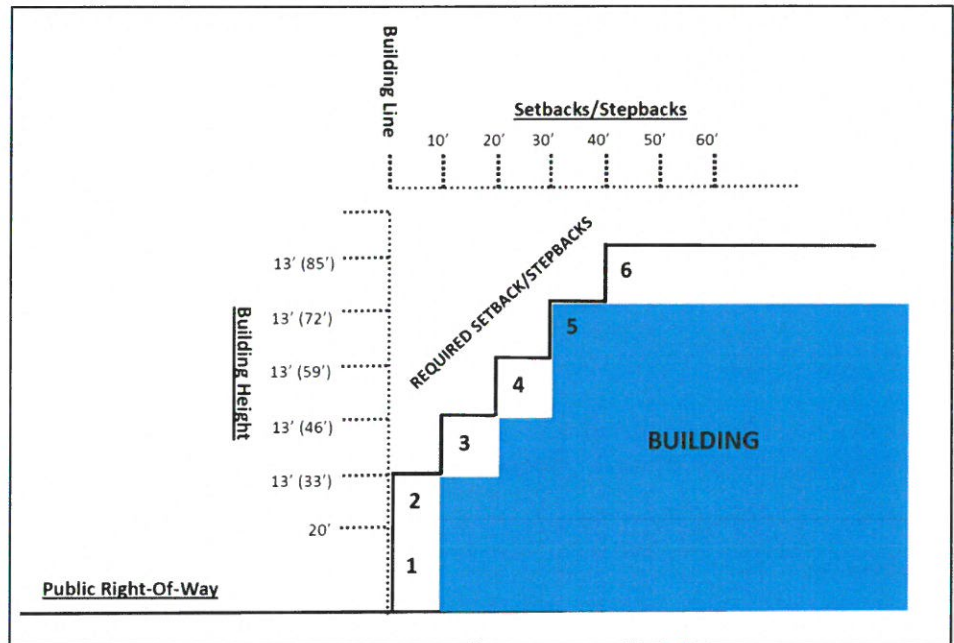 Building Line
Setbacks/Stepbacks
10' 20' 30' 40' 50' 60'
REQUIRED SETBACK/STEPBACKS
Building Height
13' (85')
13' (72')
13' (59')
13' (46')
13' (33')
20'
6
5
4
3
2
1
BUILDING
Public Right-Of-Way